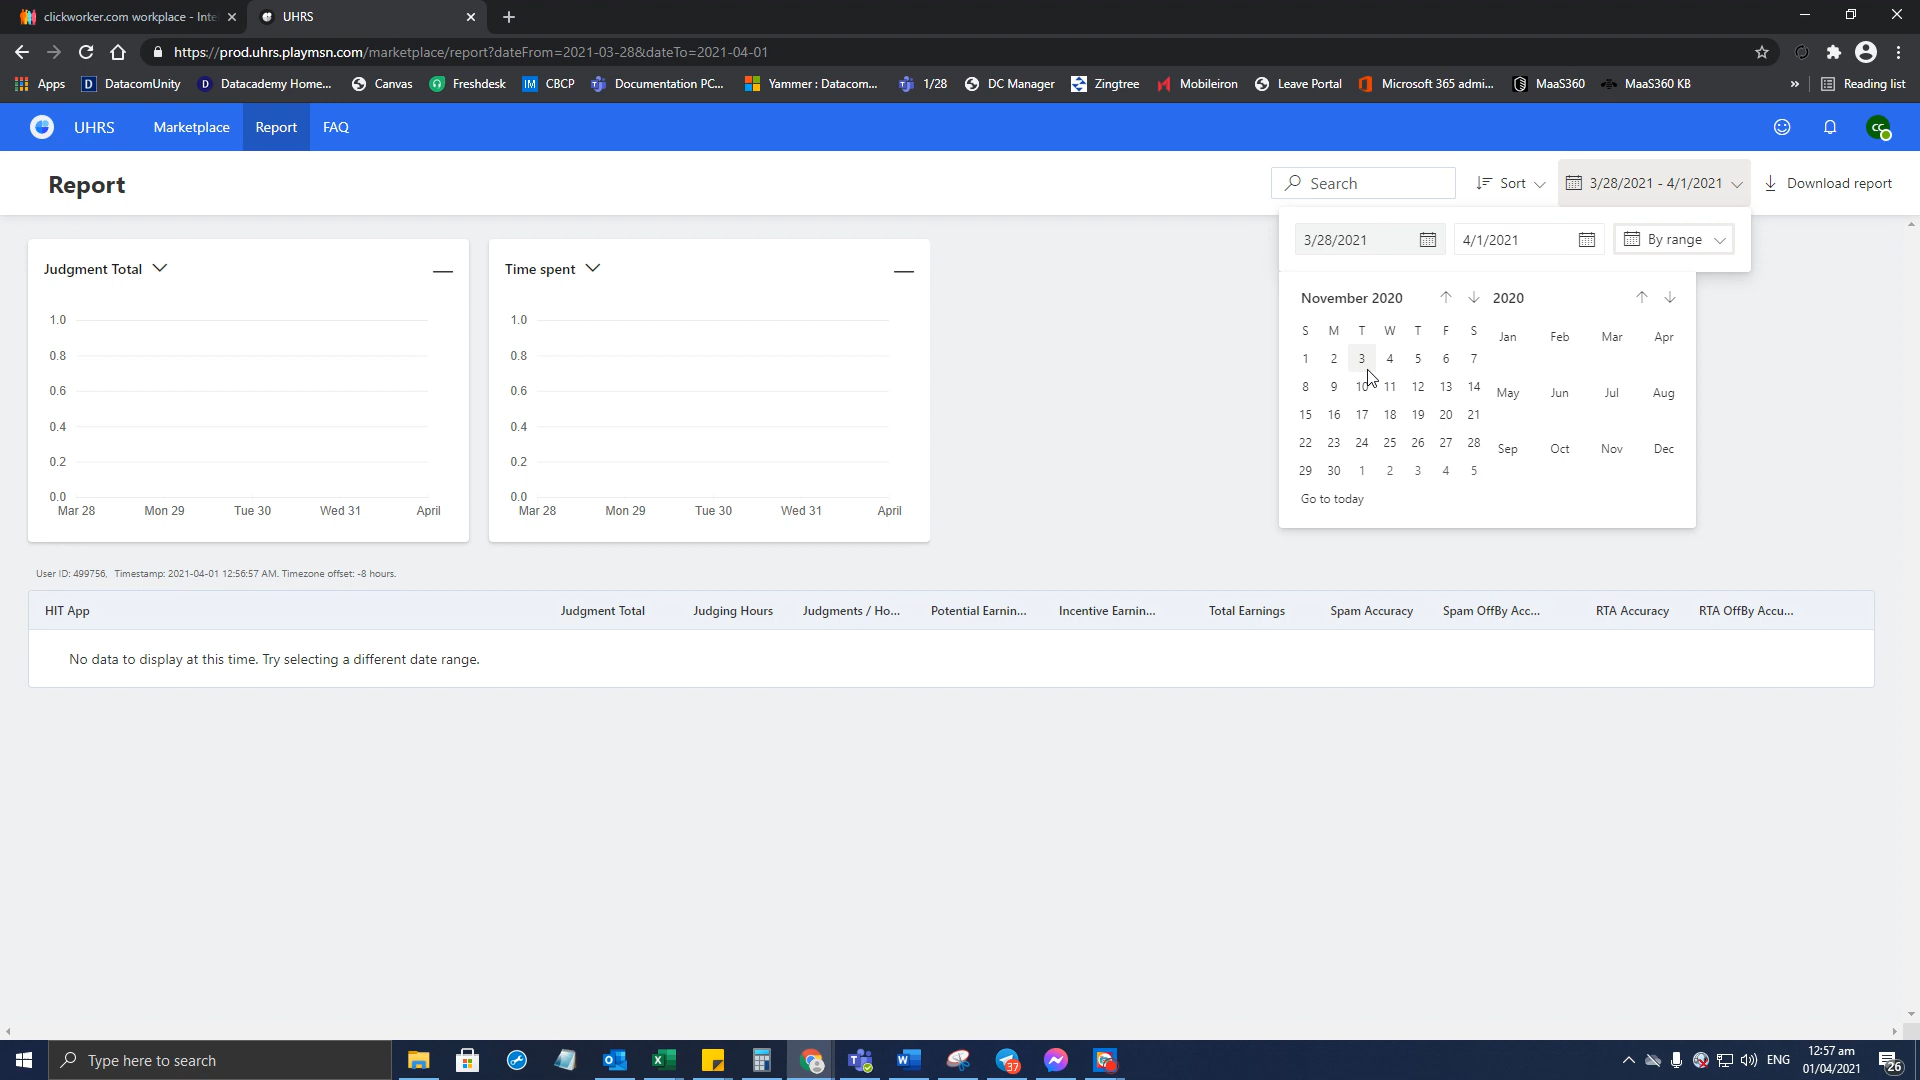 clickworker.com workplace - Inte
UHRS
https://prod.uhrs.playmsn.com/marketplace/report?dateFrom=2021-03-28&dateTo=2021-04-01
Apps
DatacomUnity
Datacademy Home...
Canvas
Freshdesk
CBCP
Documentation PC...
Yammer : Datacom...
1/28
DC Manager
Zingtree
Mobileiron
Leave Portal
Microsoft 365 admi...
MaaS360
MaaS360 KB
»
Reading list
UHRS Marketplace Report FAQ
CC
Report
Search
Sort
3/28/2021 - 4/1/2021
Download report
3/28/2021
4/1/2021
By range
Judgment Total
1.0
0.8
0.6
0.4
0.2
0.0
Mar 28 Mon 29 Tue 30 Wed 31 April
Time spent
1.0
0.8
0.6
0.4
0.2
0.0
Mar 28 Mon 29 Tue 30 Wed 31 April
November 2020
S M T W T F S
1 2 3 4 5 6 7
8 9 10 11 12 13 14
15 16 17 18 19 20 21
22 23 24 25 26 27 28
29 30 1 2 3 4 5
Go to today
2020
Jan Feb Mar Apr
May Jun Jul Aug
Sep Oct Nov Dec
User ID: 499756, Timestamp: 2021-04-01 12:56:57 AM. Timezone offset: -8 hours.
HIT App Judgment Total Judging Hours Judgments / Ho... Potential Earnin... Incentive Earnin... Total Earnings Spam Accuracy Spam OffBy Acc... RTA Accuracy RTA OffBy Accu...
No data to display at this time. Try selecting a different date range.
Type here to search
37
ENG
12:57 am
01/04/2021
26